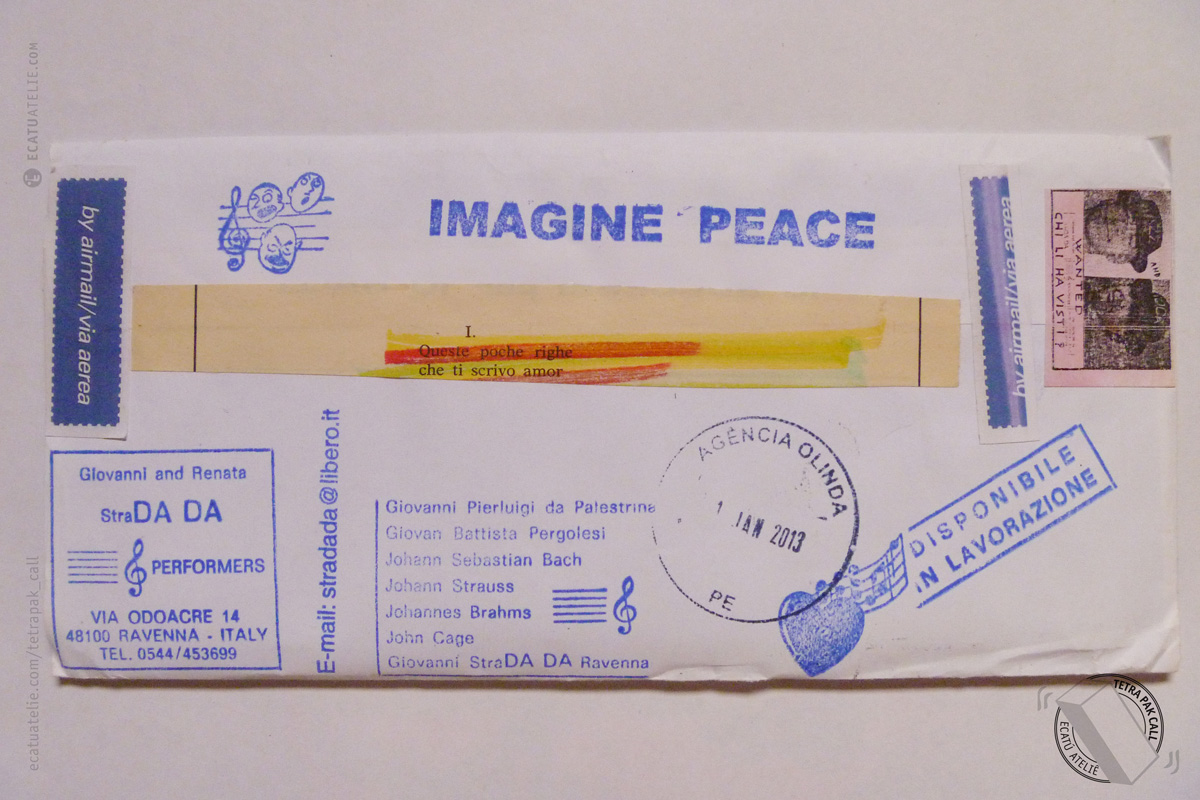 ECATUATELIE.COM
ecatuatelie.com/tetrapak_call
by airmail/via aerea
IMAGINE PEACE
by airmail/via aerea
WANTED
CHI LI HA VISTI?
AND
I.
Queste poche righe
che ti scrivo amor
Giovanni and Renata
StraDA DA
PERFORMERS
VIA ODOACRE 14
48100 RAVENNA - ITALY
TEL. 0544/453699
E-mail: stradada@libero.it
Giovanni Pierluigi da Palestrina
Giovan Battista Pergolesi
Johann Sebastian Bach
Johann Strauss
Johannes Brahms
John Cage
Giovanni StraDA DA Ravenna
AGÊNCIA OLINDA
1 JAN 2013
PE
DISPONIBILE
IN LAVORAZIONE
TETRA PAK CALL
ECATÚ ATELIÊ